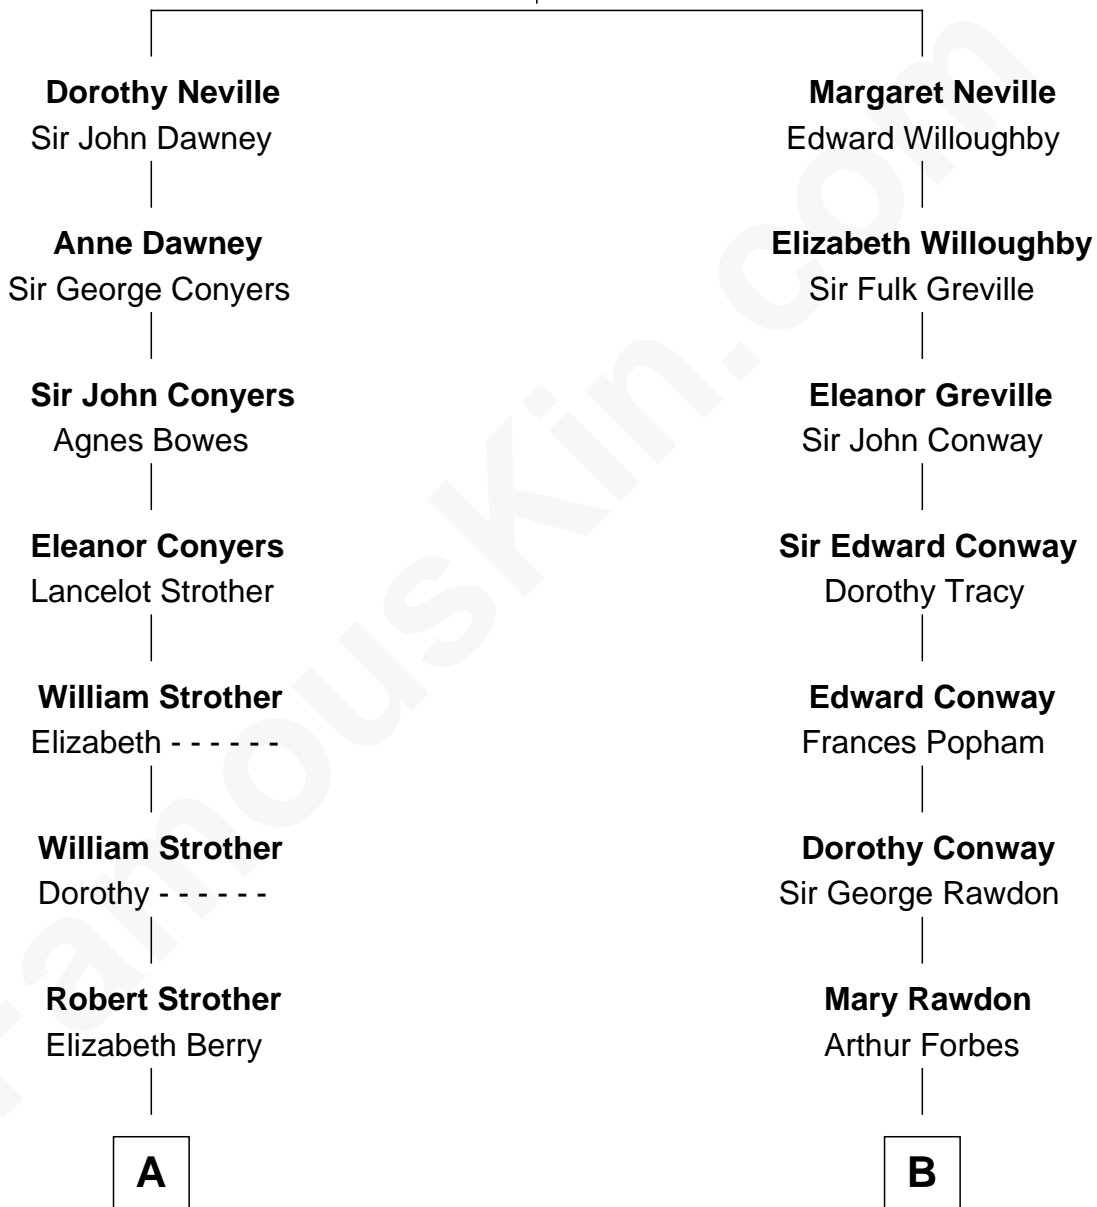 Dorothy Neville
Sir John Dawney
Anne Dawney
Sir George Conyers
Sir John Conyers
Agnes Bowes
Eleanor Conyers
Lancelot Strother
William Strother
Elizabeth - - - - - -
William Strother
Dorothy - - - - - -
Robert Strother
Elizabeth Berry
A
Margaret Neville
Edward Willoughby
Elizabeth Willoughby
Sir Fulk Greville
Eleanor Greville
Sir John Conway
Sir Edward Conway
Dorothy Tracy
Edward Conway
Frances Popham
Dorothy Conway
Sir George Rawdon
Mary Rawdon
Arthur Forbes
B
FamousKin.com